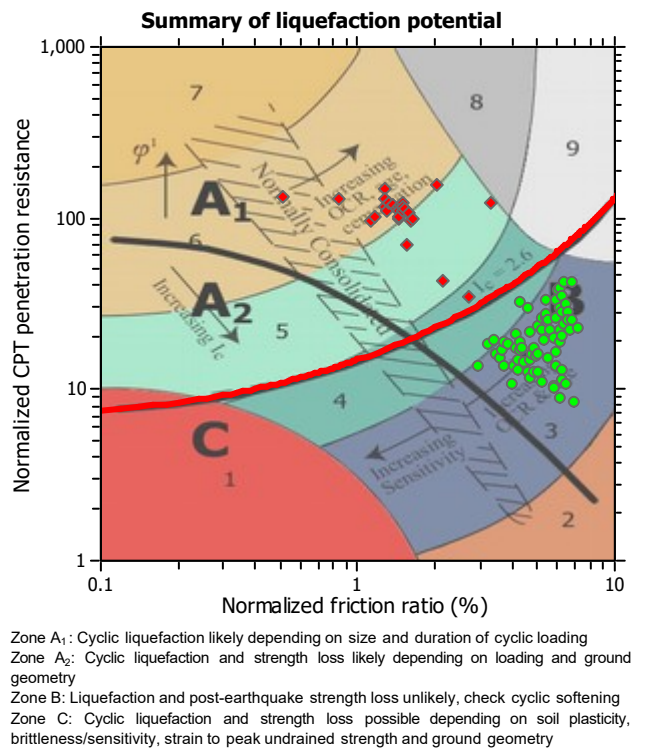 Summary of liquefaction potential
1,000
7
8
9
φ'
A1
Normally Consolidated
Increasing
OCR, age,
cementation
100
6
A2
Increasing IC
5
Ic = 2.6
B
10
4
C
1
Increasing
OCR &
3
Increasing
Sensitivity
2
1
0.1
1
10
Normalized CPT penetration resistance
Normalized friction ratio (%)
Zone A1: Cyclic liquefaction likely depending on size and duration of cyclic loading
Zone A2: Cyclic liquefaction and strength loss likely depending on loading and ground
geometry
Zone B: Liquefaction and post-earthquake strength loss unlikely, check cyclic softening
Zone C: Cyclic liquefaction and strength loss possible depending on soil plasticity,
brittleness/sensitivity, strain to peak undrained strength and ground geometry